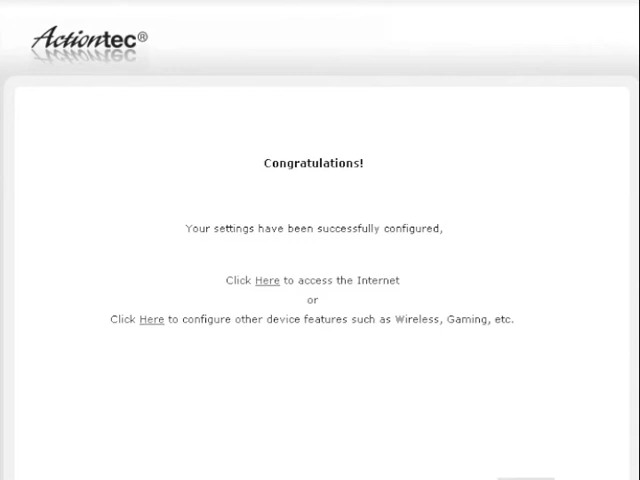 Actiontec®
Congratulations!
Your settings have been successfully configured,
Click Here to access the Internet
or
Click Here to configure other device features such as Wireless, Gaming, etc.